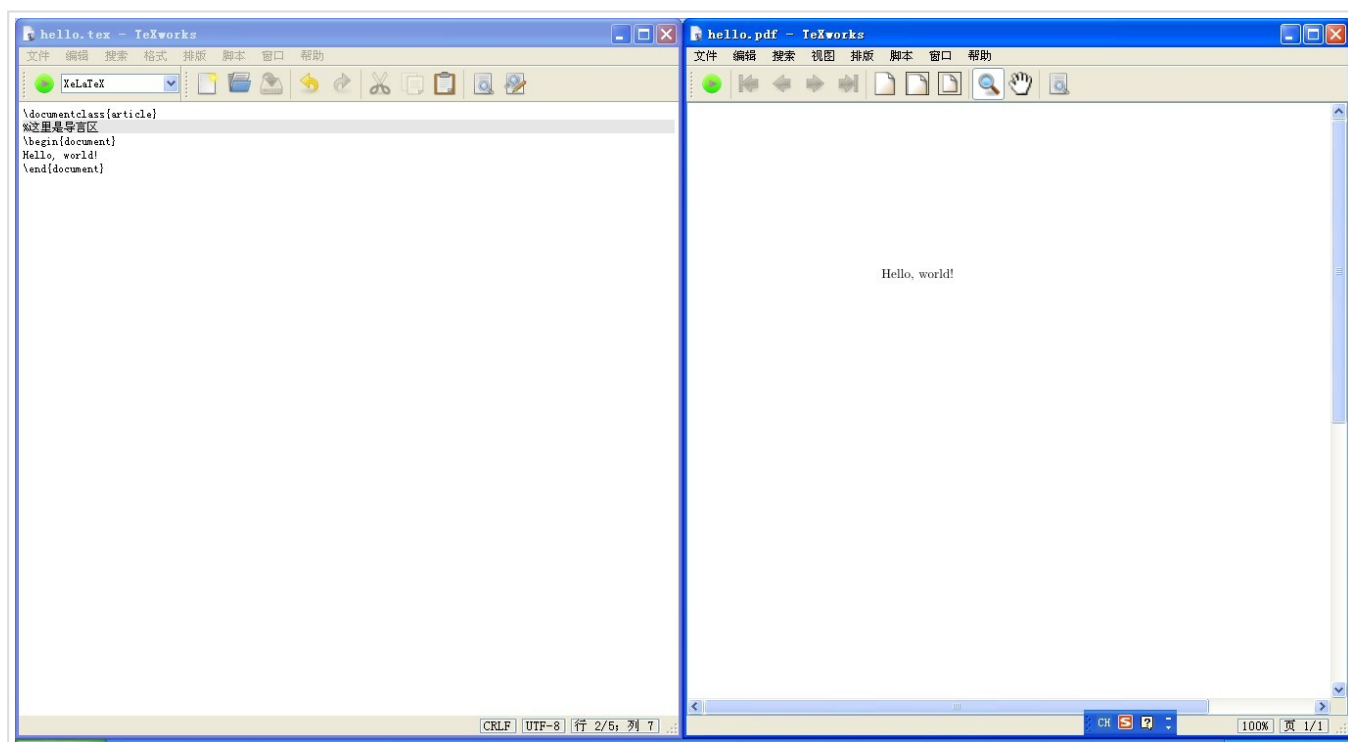 hello.tex - TeXworks
文件 编辑 搜索 格式 排版 脚本 窗口 帮助
XeLaTeX
\documentclass{article}
%这里是导言区
\begin{document}
Hello, world!
\end{document}
CRLF UTF-8 行 2/5; 列 7
hello.pdf - TeXworks
文件 编辑 搜索 视图 排版 脚本 窗口 帮助
Hello, world!
CH
100% 页 1/1